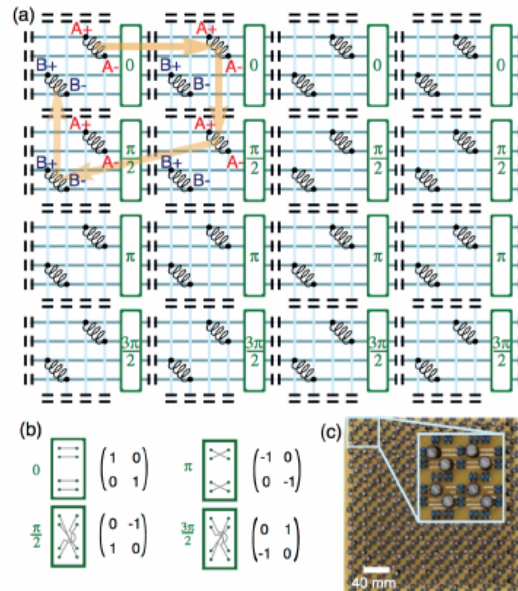 (a)
A+ A+
A- 0 A- 0 0 0
B+ B- B+ B-
A+ A+
B+ A- π/2 B+ A- π/2 π/2 π/2
B- B-
π π π π
3π/2 3π/2 3π/2 3π/2
(b) (c)
0 (1 0 π (-1 0
0 1) 0 -1)
π/2 (0 -1 3π/2 (0 1
1 0) -1 0)
40 mm